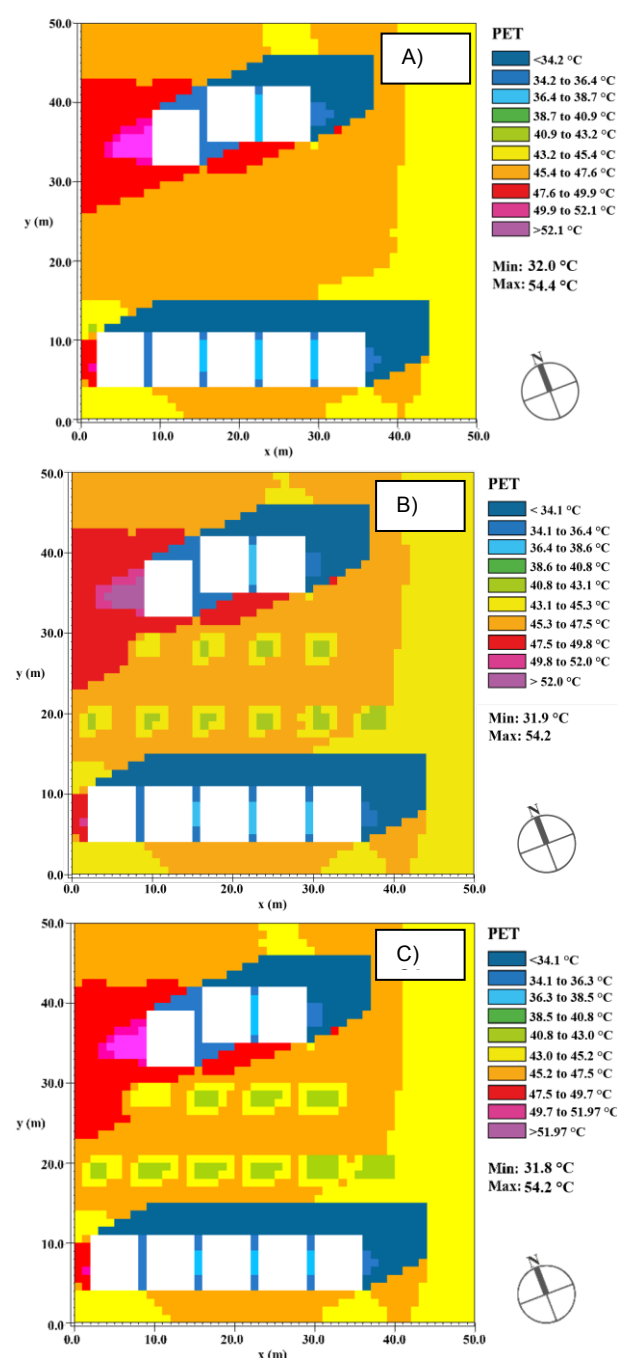 A)
PET
<34.2 °C
34.2 to 36.4 °C
36.4 to 38.7 °C
38.7 to 40.9 °C
40.9 to 43.2 °C
43.2 to 45.4 °C
45.4 to 47.6 °C
47.6 to 49.9 °C
49.9 to 52.1 °C
>52.1 °C
Min: 32.0 °C
Max: 54.4 °C
N
50.0
40.0
30.0
y (m)
20.0
10.0
0.0
0.0 10.0 20.0 30.0 40.0 50.0
x (m)
B)
PET
< 34.1 °C
34.1 to 36.4 °C
36.4 to 38.6 °C
38.6 to 40.8 °C
40.8 to 43.1 °C
43.1 to 45.3 °C
45.3 to 47.5 °C
47.5 to 49.8 °C
49.8 to 52.0 °C
> 52.0 °C
Min: 31.9 °C
Max: 54.2
N
50.0
40.0
30.0
y (m)
20.0
10.0
0.0
0.0 10.0 20.0 30.0 40.0 50.0
x (m)
C)
PET
<34.1 °C
34.1 to 36.3 °C
36.3 to 38.5 °C
38.5 to 40.8 °C
40.8 to 43.0 °C
43.0 to 45.2 °C
45.2 to 47.5 °C
47.5 to 49.7 °C
49.7 to 51.97 °C
>51.97 °C
Min: 31.8 °C
Max: 54.2 °C
N
50.0
40.0
30.0
y (m)
20.0
10.0
0.0
0.0 10.0 20.0 30.0 40.0 50.0
x (m)